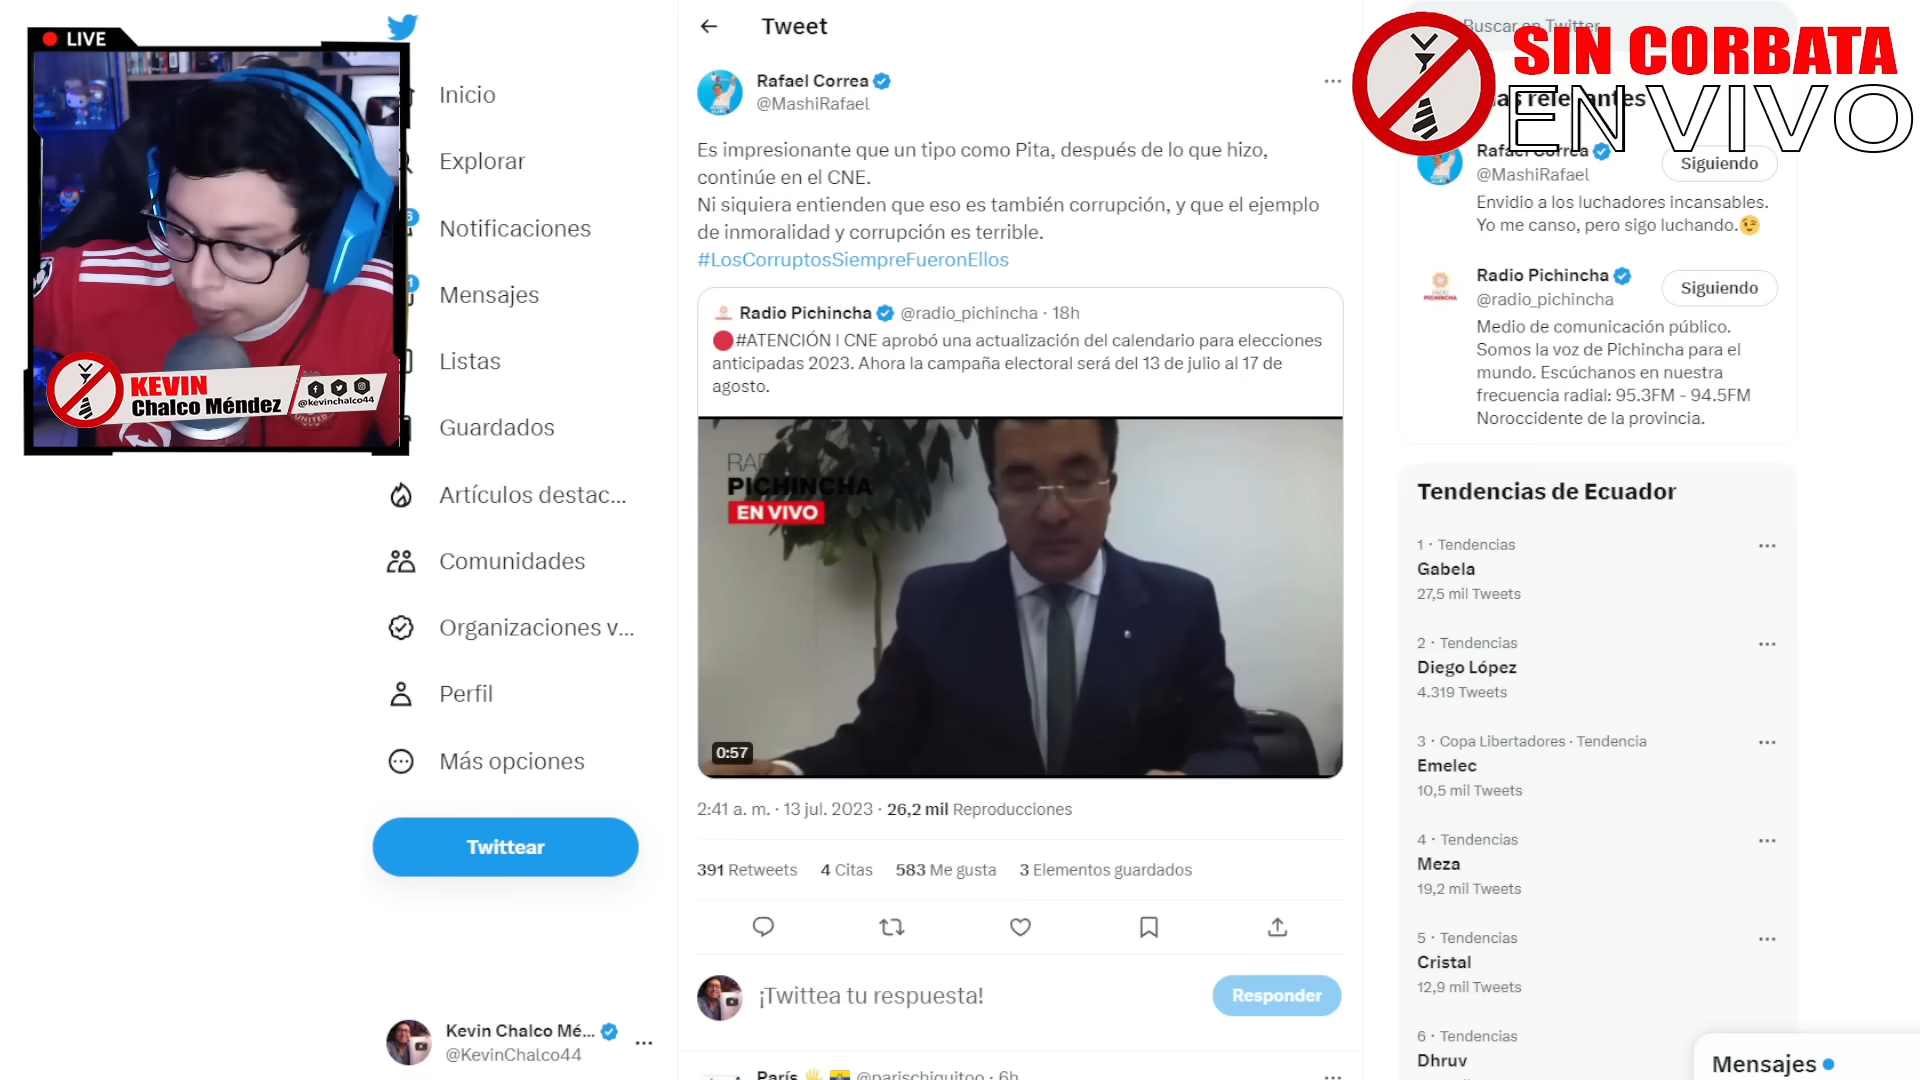 LIVE
KEVIN
Chalco Méndez
@kevinchalco44
Inicio
Explorar
Notificaciones
Mensajes
Listas
Guardados
Artículos destac...
Comunidades
Organizaciones v...
Perfil
Más opciones
Twittear
Kevin Chalco Mé...
@KevinChalco44
Tweet
Rafael Correa
@MashiRafael
Es impresionante que un tipo como Pita, después de lo que hizo,
continúe en el CNE.
Ni siquiera entienden que eso es también corrupción, y que el ejemplo
de inmoralidad y corrupción es terrible.
#LosCorruptosSiempreFueronEllos
Radio Pichincha @radio_pichincha · 18h
#ATENCIÓN | CNE aprobó una actualización del calendario para elecciones
anticipadas 2023. Ahora la campaña electoral será del 13 de julio al 17 de
agosto.
PICHINCHA
EN VIVO
0:57
2:41 a. m. · 13 jul. 2023 · 26,2 mil Reproducciones
391 Retweets 4 Citas 583 Me gusta 3 Elementos guardados
¡Twittea tu respuesta!
Responder
París @parischiquitoo · 6h
SIN CORBATA
EN VIVO
Buscar en Twitter
relevantes
Rafael Correa
@MashiRafael
Siguiendo
Envidio a los luchadores incansables.
Yo me canso, pero sigo luchando.😉
Radio Pichincha
@radio_pichincha
Siguiendo
Medio de comunicación público.
Somos la voz de Pichincha para el
mundo. Escúchanos en nuestra
frecuencia radial: 95.3FM - 94.5FM
Noroccidente de la provincia.
Tendencias de Ecuador
1 · Tendencias
Gabela
27,5 mil Tweets
2 · Tendencias
Diego López
4.319 Tweets
3 · Copa Libertadores · Tendencia
Emelec
10,5 mil Tweets
4 · Tendencias
Meza
19,2 mil Tweets
5 · Tendencias
Cristal
12,9 mil Tweets
6 · Tendencias
Dhruv
Mensajes